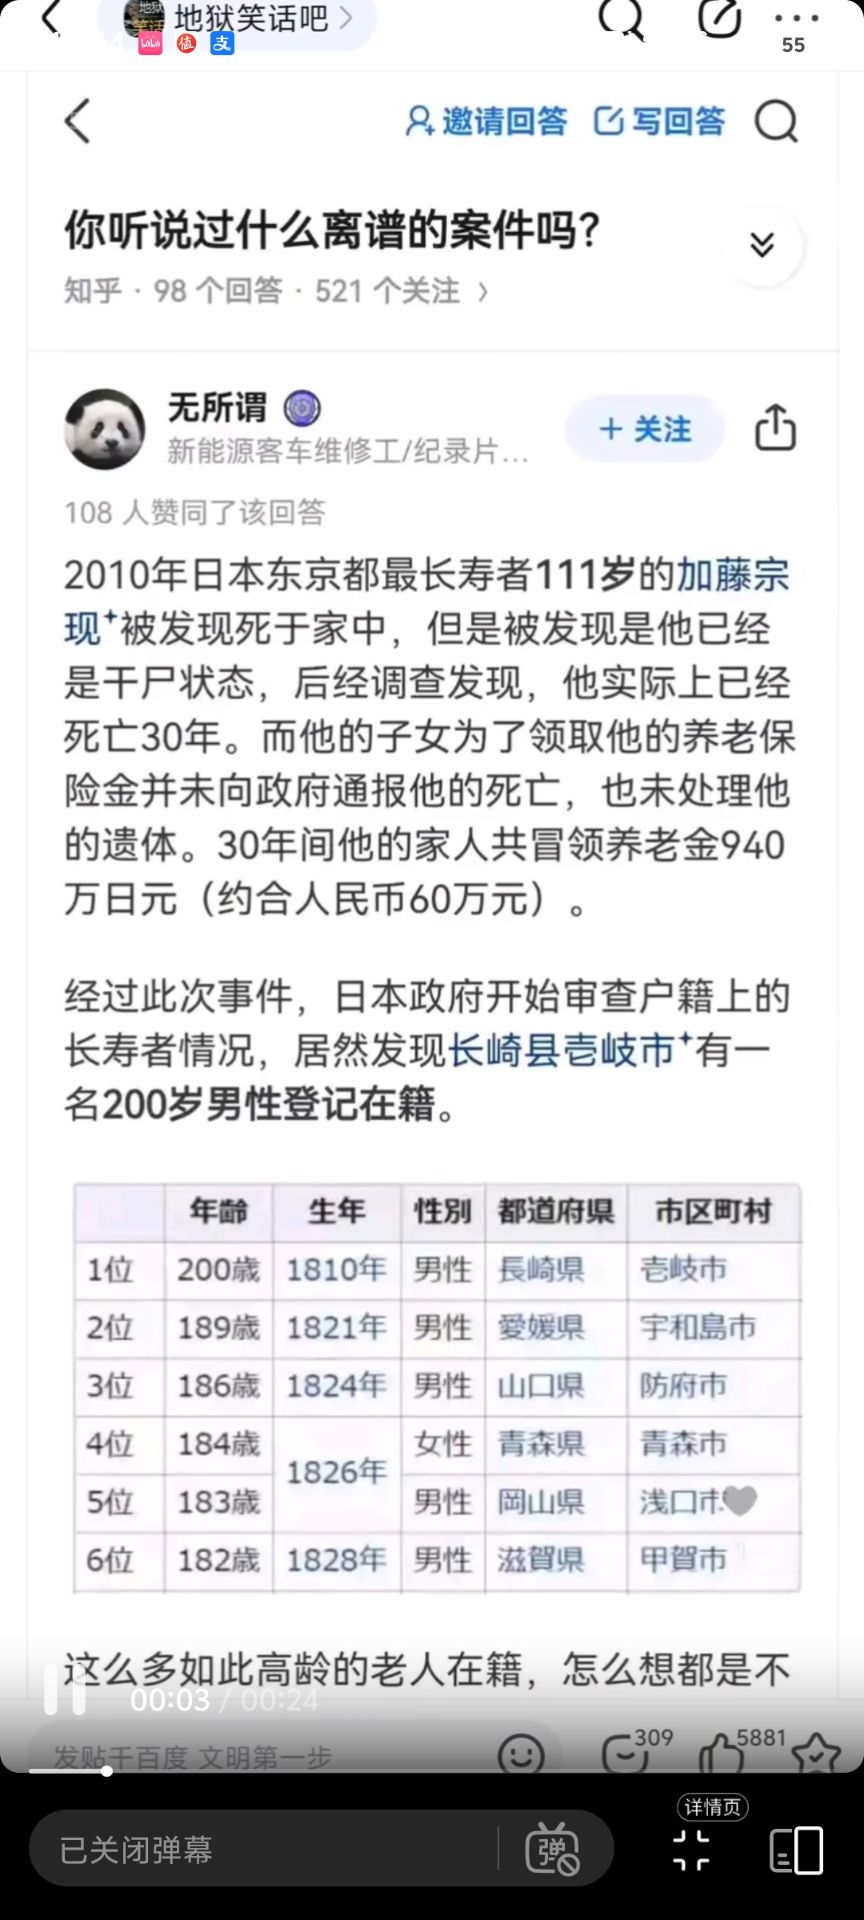 地狱笑话吧
55
邀请回答 写回答
你听说过什么离谱的案件吗?
知乎 · 98 个回答 · 521 个关注
无所谓
新能源客车维修工/纪录片...
+ 关注
108 人赞同了该回答
2010年日本东京都最长寿者111岁的加藤宗
现被发现死于家中，但是被发现是他已经
是干尸状态，后经调查发现，他实际上已经
死亡30年。而他的子女为了领取他的养老保
险金并未向政府通报他的死亡，也未处理他
的遗体。30年间他的家人共冒领养老金940
万日元（约合人民币60万元）。
经过此次事件，日本政府开始审查户籍上的
长寿者情况，居然发现长崎县壱岐市有一
名200岁男性登记在籍。
年齢 生年 性別 都道府県 市区町村
1位 200歳 1810年 男性 長崎県 壱岐市
2位 189歳 1821年 男性 愛媛県 宇和島市
3位 186歳 1824年 男性 山口県 防府市
4位 184歳 1826年 女性 青森県 青森市
5位 183歳 男性 岡山県 浅口市
6位 182歳 1828年 男性 滋賀県 甲賀市
这么多如此高龄的老人在籍，怎么想都是不
00:03 / 00:24
发贴千百度 文明第一步
309
5881
详情页
已关闭弹幕
弹